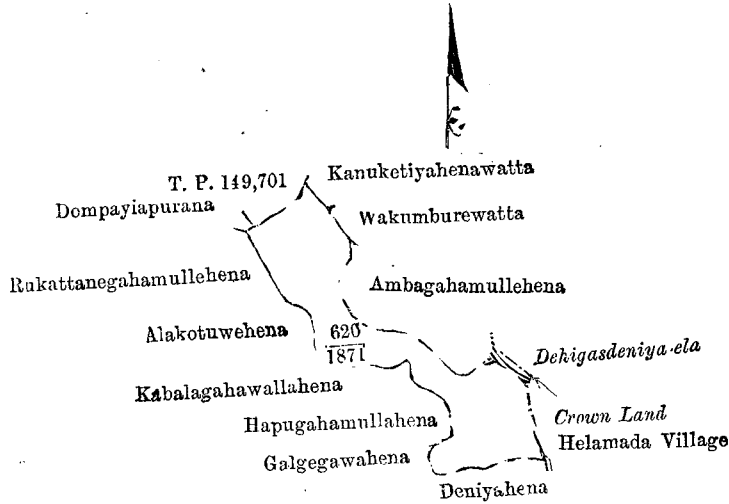 T. P. 149,701
Kanuketiyahenawatta
Dompayiapurana
Wakumburewatta
Rukattanegahamullehena
Ambagahamullehena
Alakotuwehena
620
1871
Dehigasdeniya-ela
Kabalagahawallahena
Crown Land
Hapugahamullahena
Helamada Village
Galgegawahena
Deniyahena